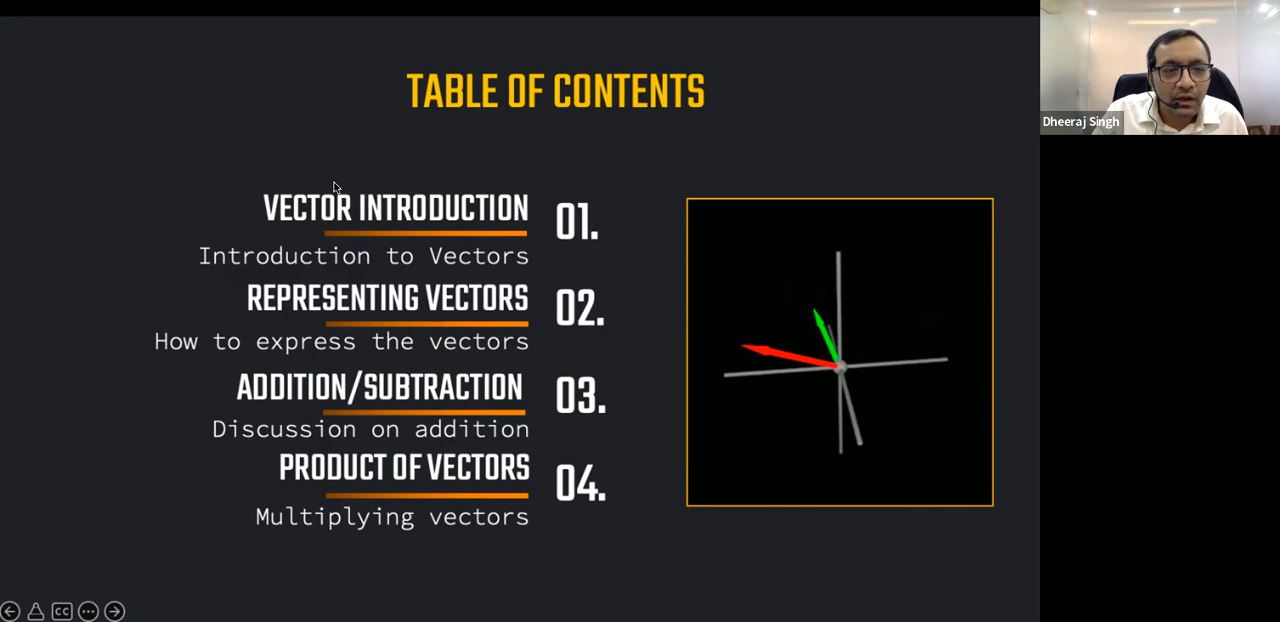 TABLE OF CONTENTS
Dheeraj Singh
VECTOR INTRODUCTION 01.
Introduction to Vectors
REPRESENTING VECTORS 02.
How to express the vectors
ADDITION/SUBTRACTION 03.
Discussion on addition
PRODUCT OF VECTORS 04.
Multiplying vectors
CC